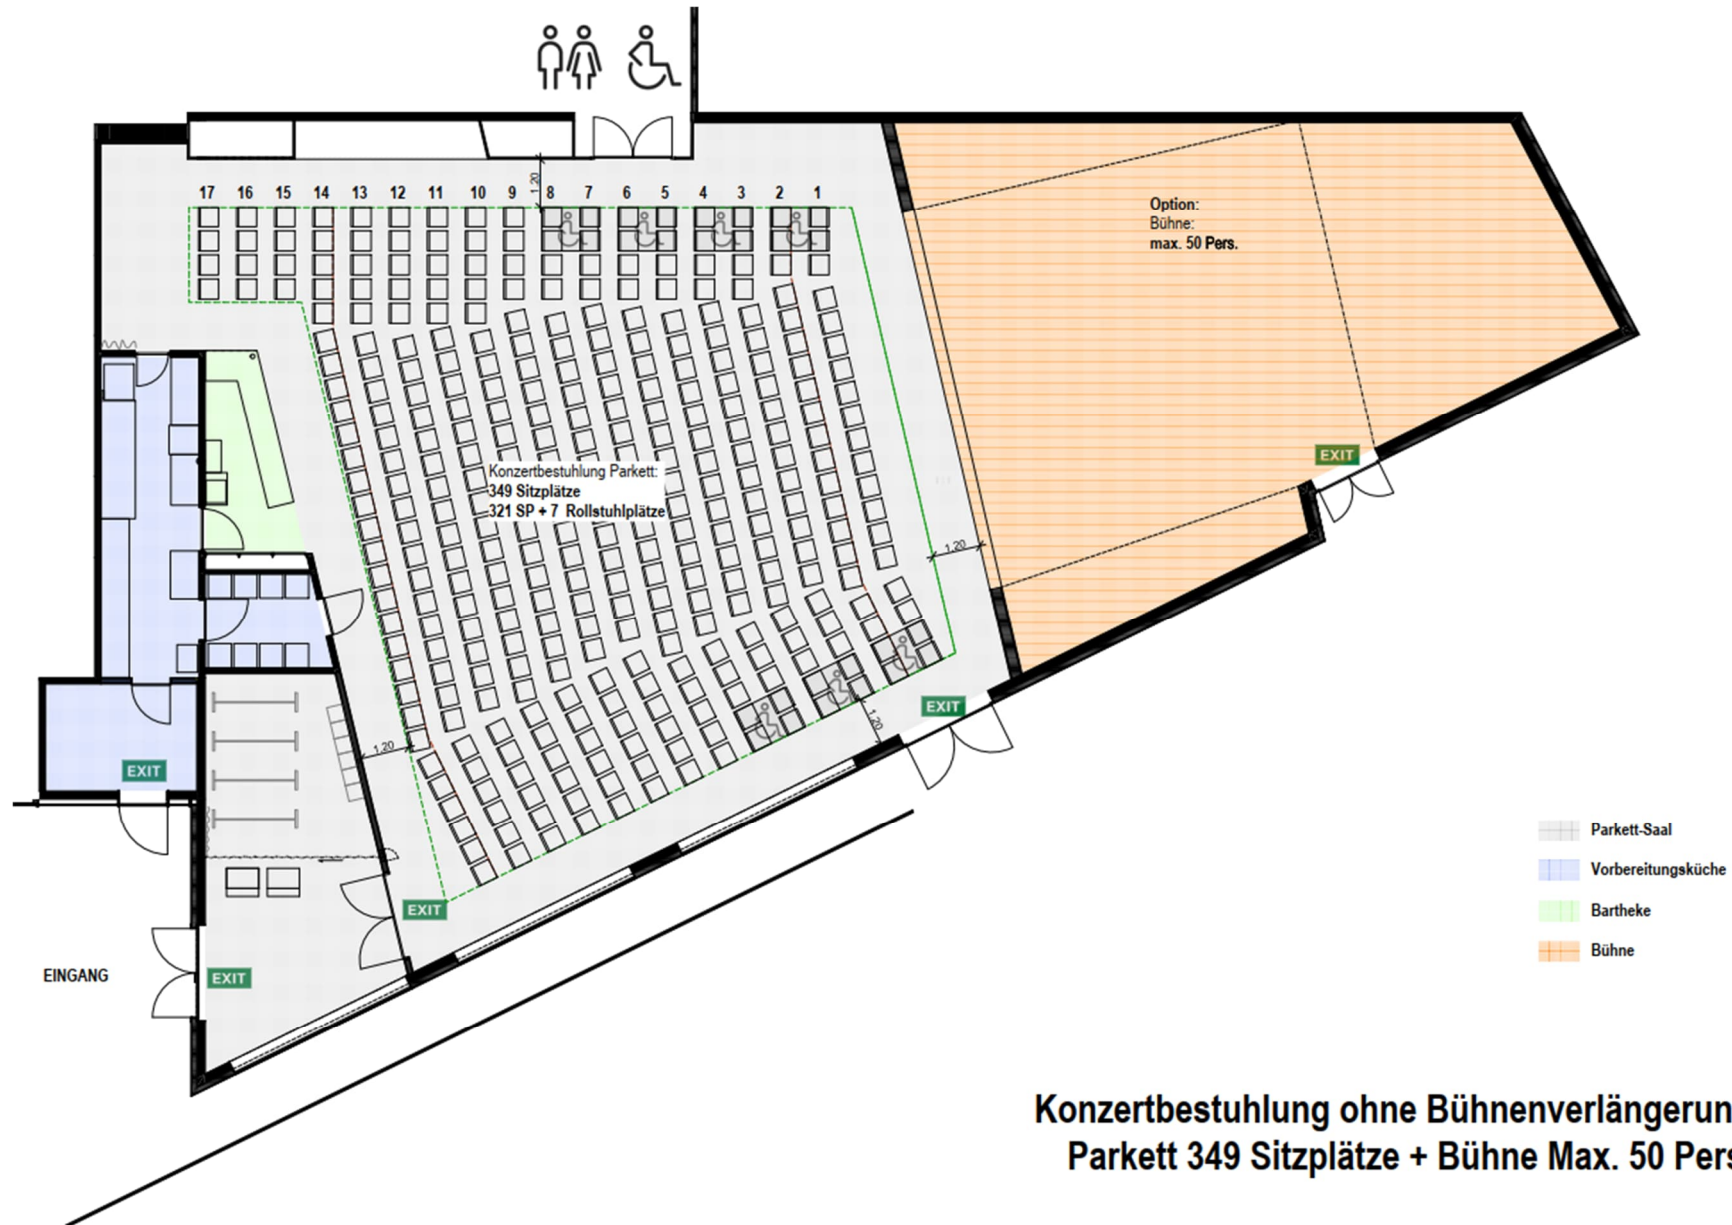 17 16 15 14 13 12 11 10 9 8 7 6 5 4 3 2 1
1,20
Option:
Bühne:
max. 50 Pers.
EXIT
Konzertbestuhlung Parkett:
349 Sitzplätze
321 SP + 7 Rollstuhlplätze
1,20
EXIT
1,20
1,20
EXIT
EXIT
EXIT
EINGANG
Parkett-Saal
Vorbereitungsküche
Bartheke
Bühne
Konzertbestuhlung ohne Bühnenverlängerun
Parkett 349 Sitzplätze + Bühne Max. 50 Pers